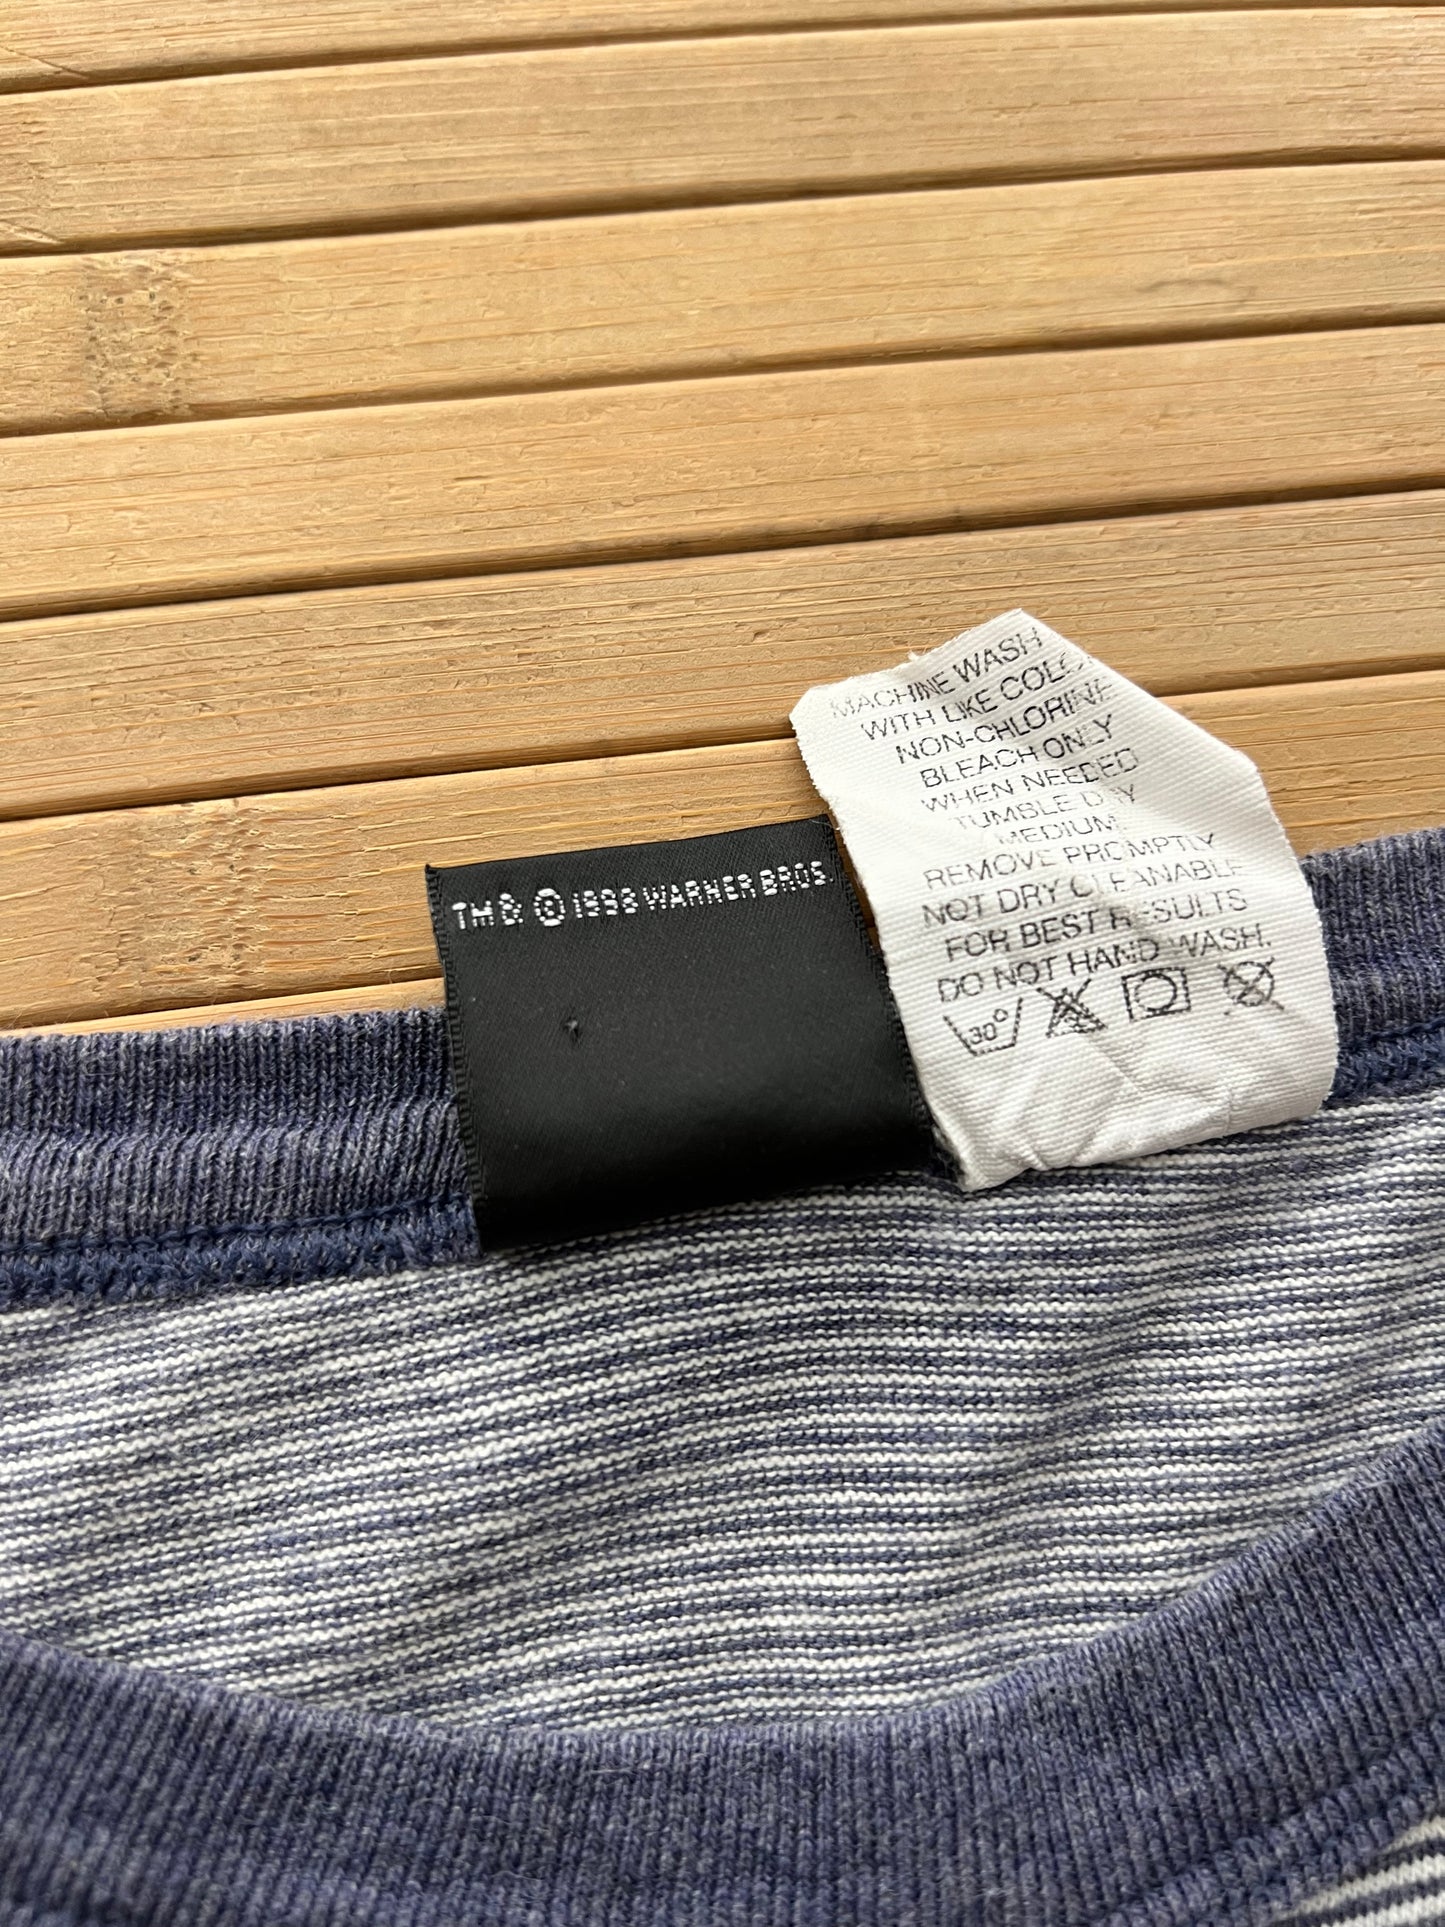 TM & © 1998 WARNER BROS.
MACHINE WASH
WITH LIKE COLO
NON-CHLORINE
BLEACH ONLY
WHEN NEEDED
TUMBLE DRY
MEDIUM
REMOVE PROMPTLY
NOT DRY CLEANABLE
FOR BEST RESULTS
DO NOT HAND WASH.
30°